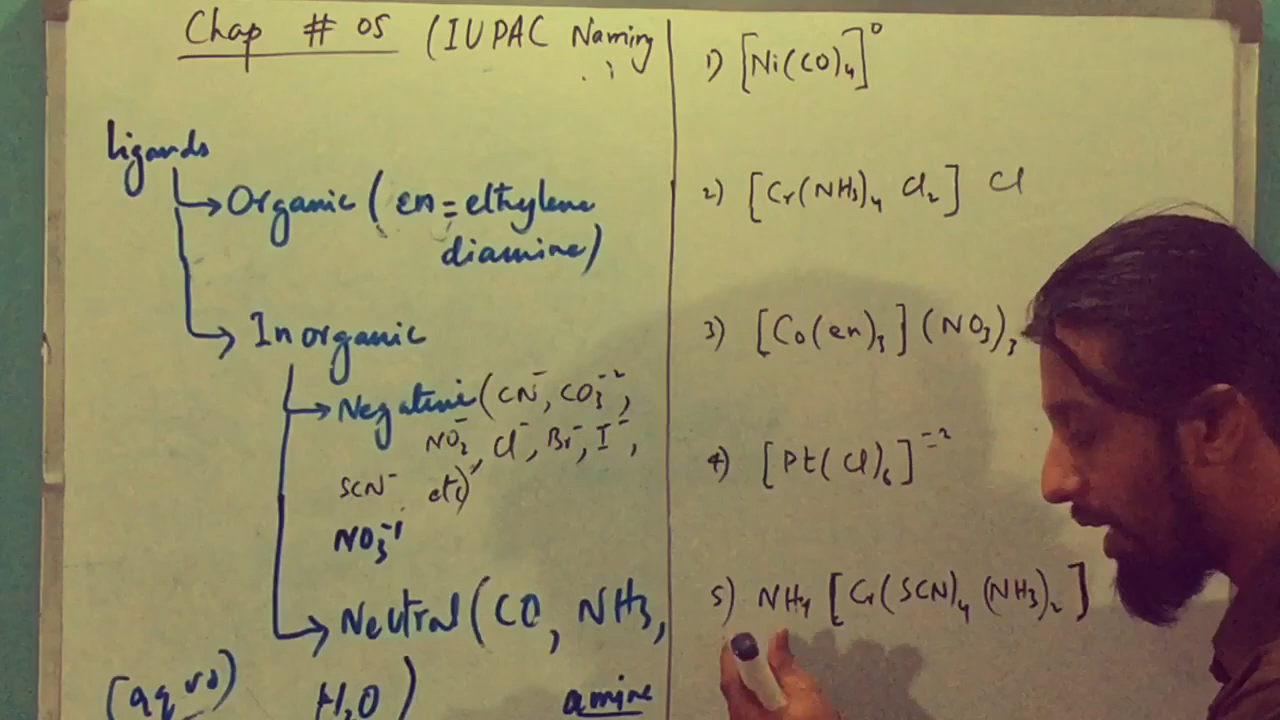 Chap # 05 (IUPAC Naming
Ligands
Organic (en = ethylene
diamine)
Inorganic
Negative (CN⁻, CO₃⁻²,
NO₂⁻, Cl⁻, Br⁻, I⁻,
SCN⁻ etc)
NO₃⁻¹
Neutral (CO, NH₃,
(aqua) H₂O)
amine
1) [Ni(CO)₄]⁰
2) [Cr(NH₃)₄ Cl₂] Cl
3) [Co(en)₃] (NO₃)₃
4) [Pt(Cl)₆]⁻²
5) NH₄ [Cr(SCN)₄ (NH₃)₂]